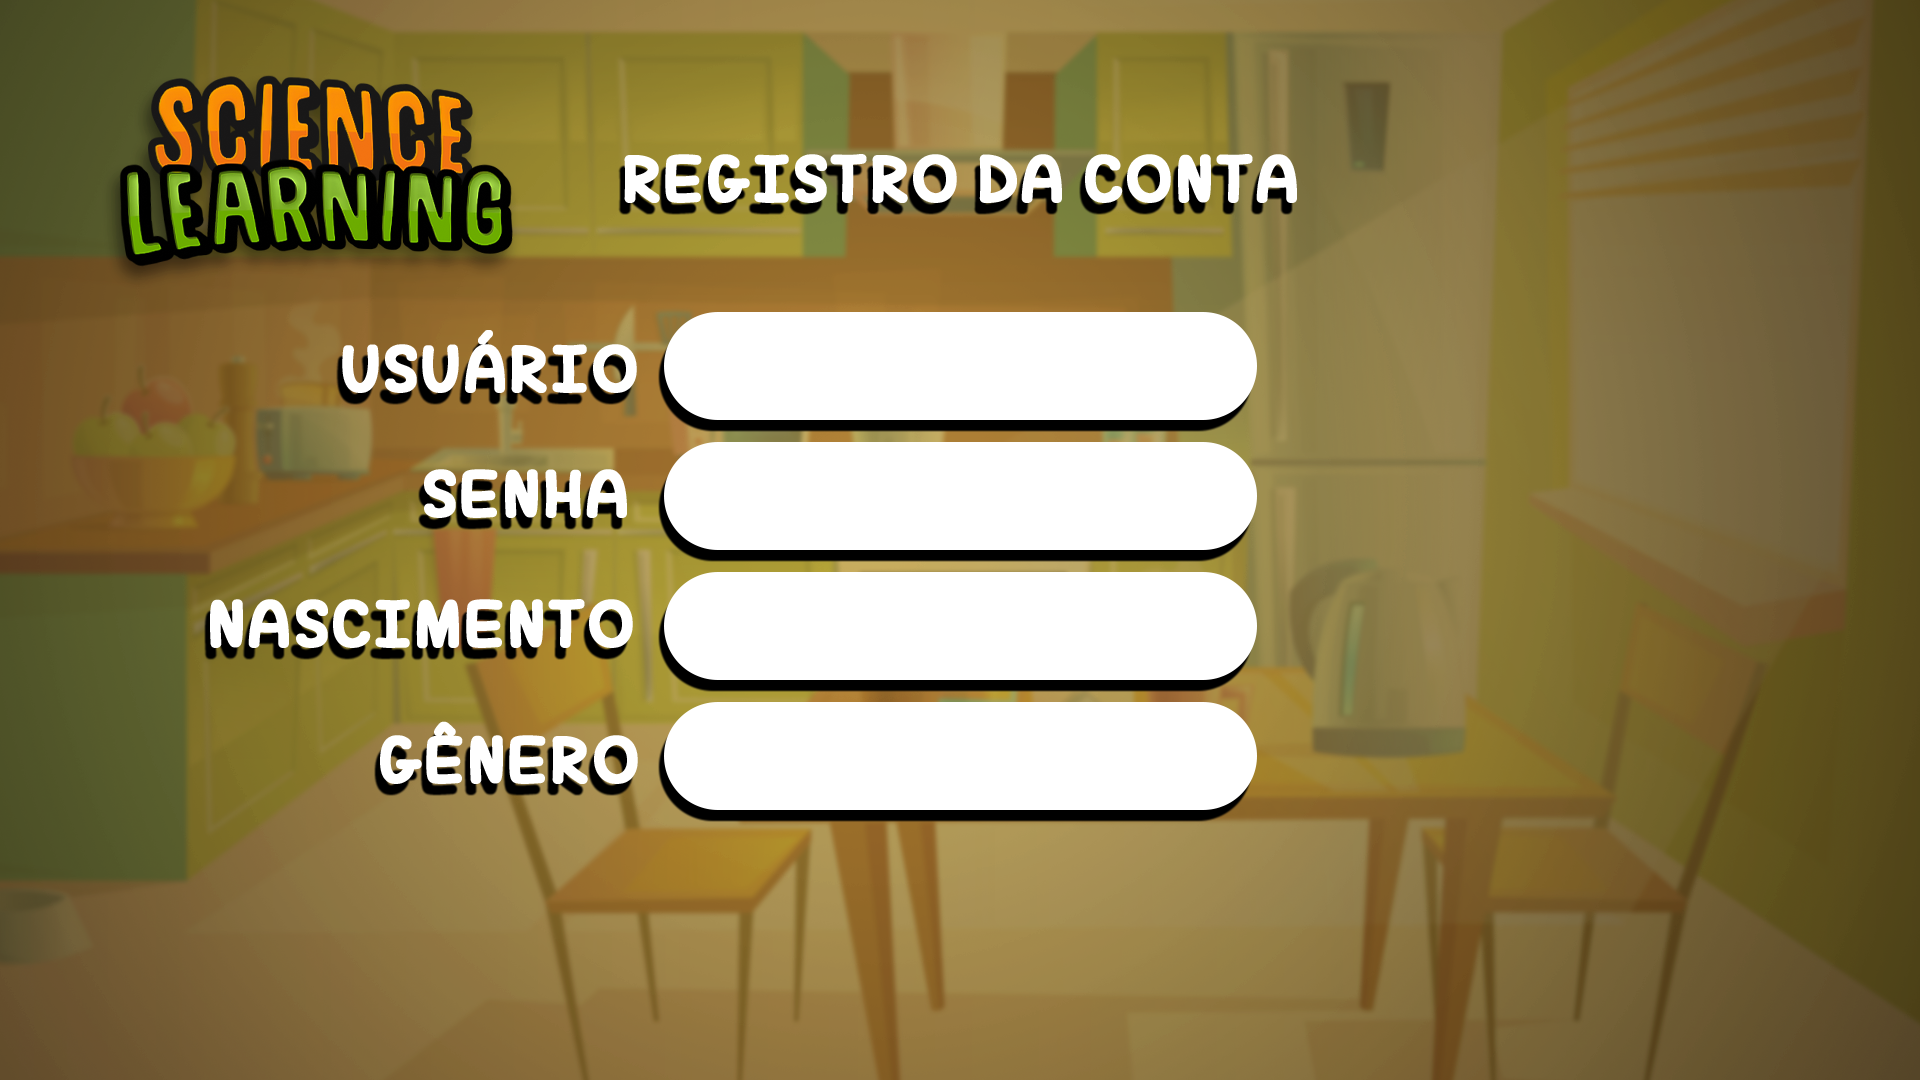 SCIENCE
LEARNING
REGISTRO DA CONTA
USUÁRIO
SENHA
NASCIMENTO
GÊNERO